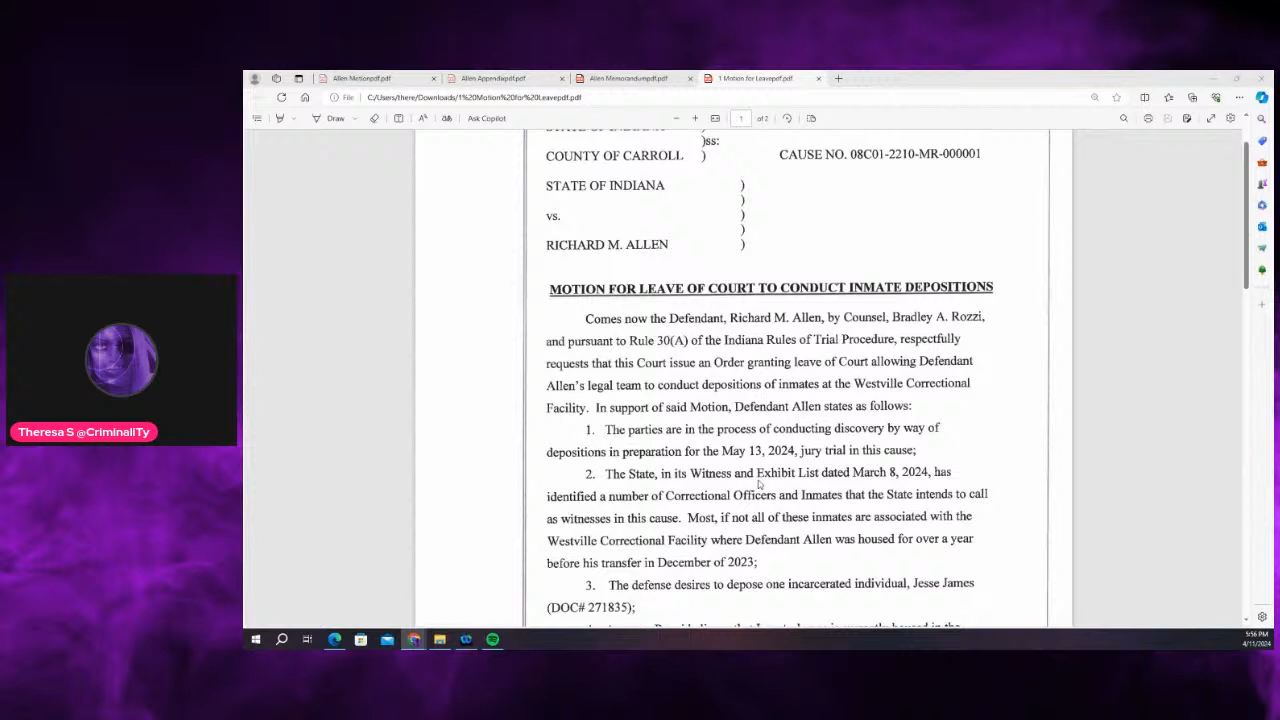 Allen Motionpdf.pdf
Allen Appendixpdf.pdf
Allen Memorandumpdf.pdf
1 Motion for Leavepdf.pdf
File
C:/Users/there/Downloads/1%20Motion%20for%20Leavepdf.pdf
Draw
Ask Copilot
1 of 2
)ss:
COUNTY OF CARROLL ) CAUSE NO. 08C01-2210-MR-000001
STATE OF INDIANA )
)
vs. )
)
RICHARD M. ALLEN )
MOTION FOR LEAVE OF COURT TO CONDUCT INMATE DEPOSITIONS
Comes now the Defendant, Richard M. Allen, by Counsel, Bradley A. Rozzi,
and pursuant to Rule 30(A) of the Indiana Rules of Trial Procedure, respectfully
requests that this Court issue an Order granting leave of Court allowing Defendant
Allen's legal team to conduct depositions of inmates at the Westville Correctional
Facility. In support of said Motion, Defendant Allen states as follows:
1. The parties are in the process of conducting discovery by way of
depositions in preparation for the May 13, 2024, jury trial in this cause;
2. The State, in its Witness and Exhibit List dated March 8, 2024, has
identified a number of Correctional Officers and Inmates that the State intends to call
as witnesses in this cause. Most, if not all of these inmates are associated with the
Westville Correctional Facility where Defendant Allen was housed for over a year
before his transfer in December of 2023;
3. The defense desires to depose one incarcerated individual, Jesse James
(DOC# 271835);
Theresa S @CriminaliTy
5:56 PM
4/11/2024